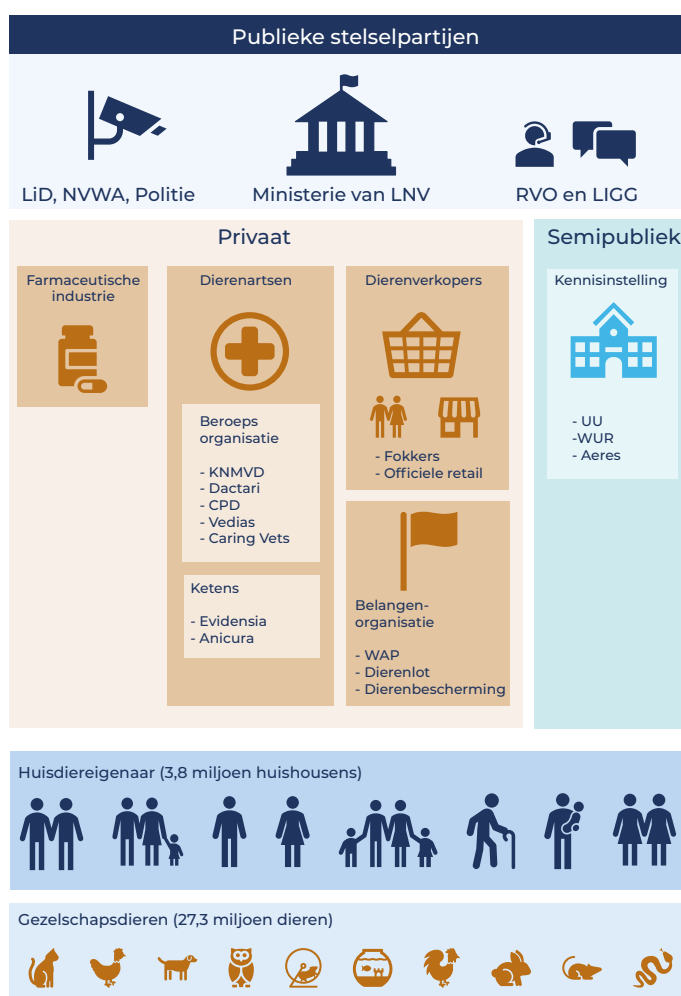 Publieke stelselpartijen
LiD, NVWA, Politie
Ministerie van LNV
RVO en LIGG
Privaat
Farmaceutische
industrie
Dierenartsen
Beroeps
organisatie
- KNMVD
- Dactari
- CPD
- Vedias
- Caring Vets
Ketens
- Evidensia
- Anicura
Dierenverkopers
- Fokkers
- Officiele retail
Belangen-
organisatie
- WAP
- Dierenlot
- Dierenbescherming
Semipubliek
Kennisinstelling
- UU
-WUR
- Aeres
Huisdiereigenaar (3,8 miljoen huishousens)
Gezelschapsdieren (27,3 miljoen dieren)